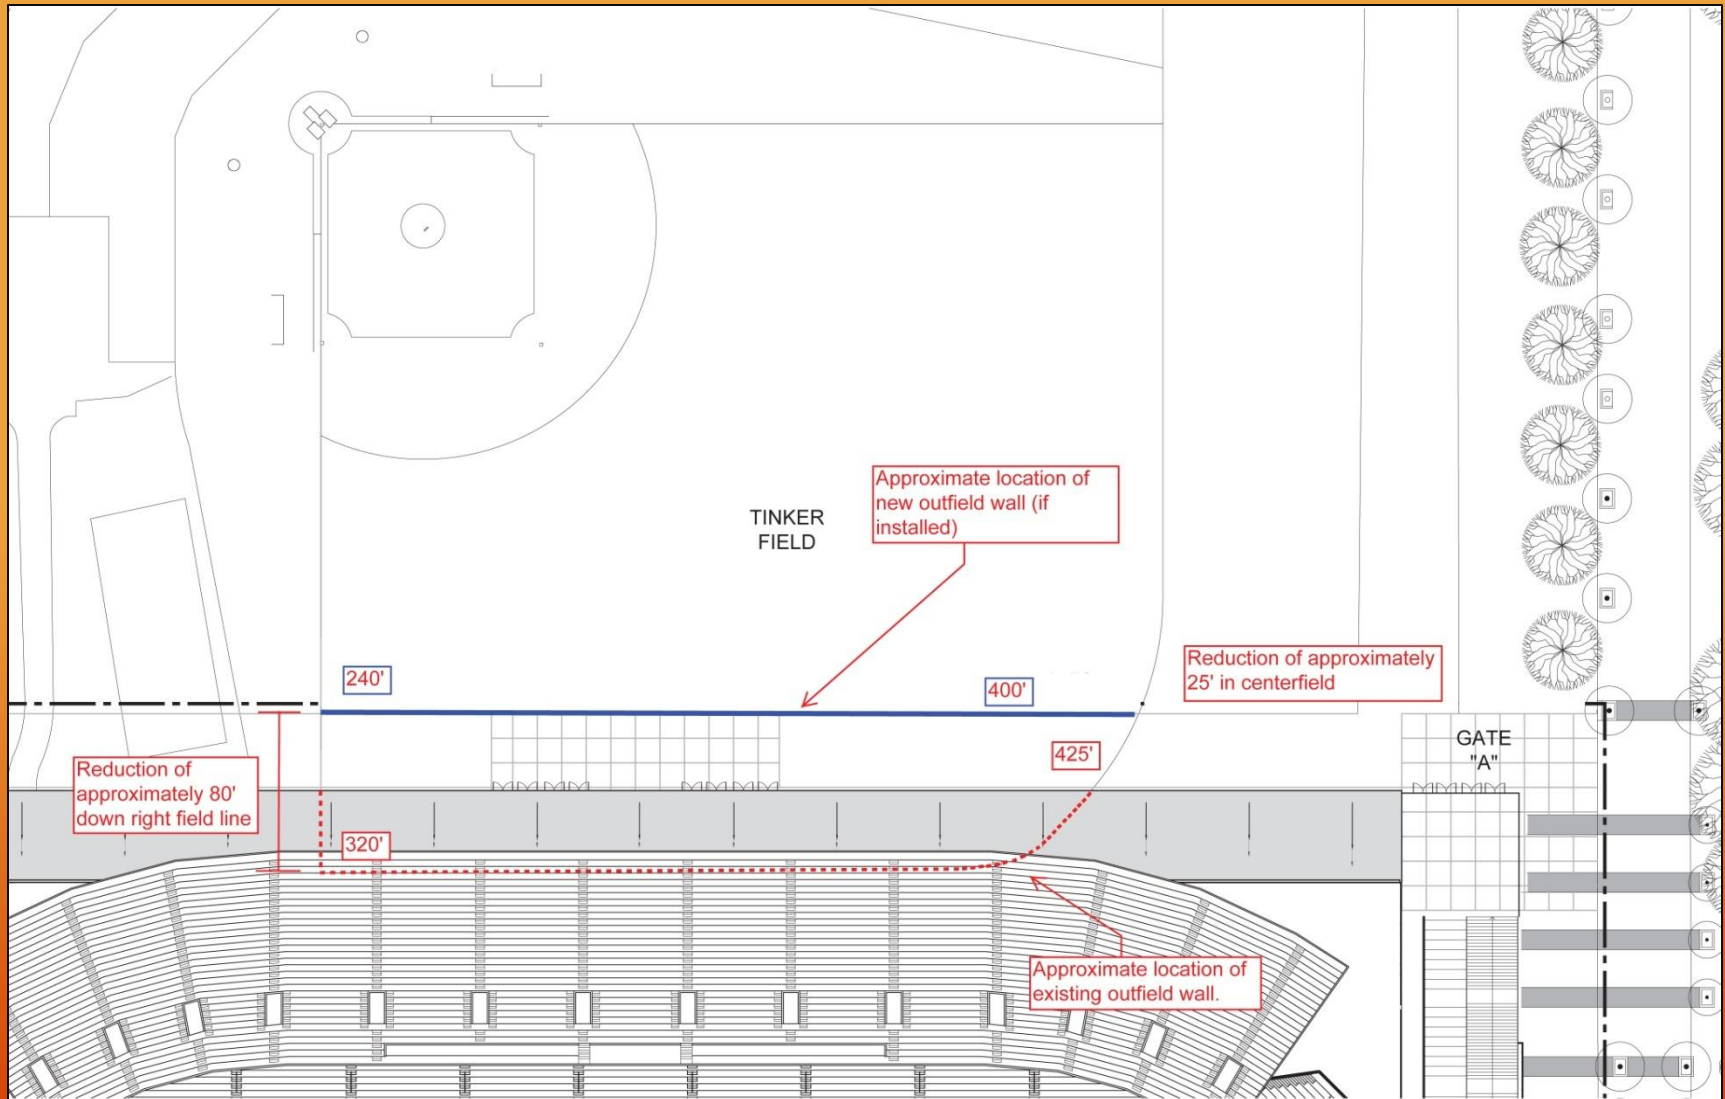 Approximate location of
new outfield wall (if
installed)
TINKER
FIELD
240'
400'
Reduction of approximately
25' in centerfield
425'
GATE
"A"
Reduction of
approximately 80'
down right field line
320'
Approximate location of
existing outfield wall.